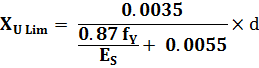 X_U Lim = 0.0035 / (0.87 f_Y / E_S + 0.0055) × d